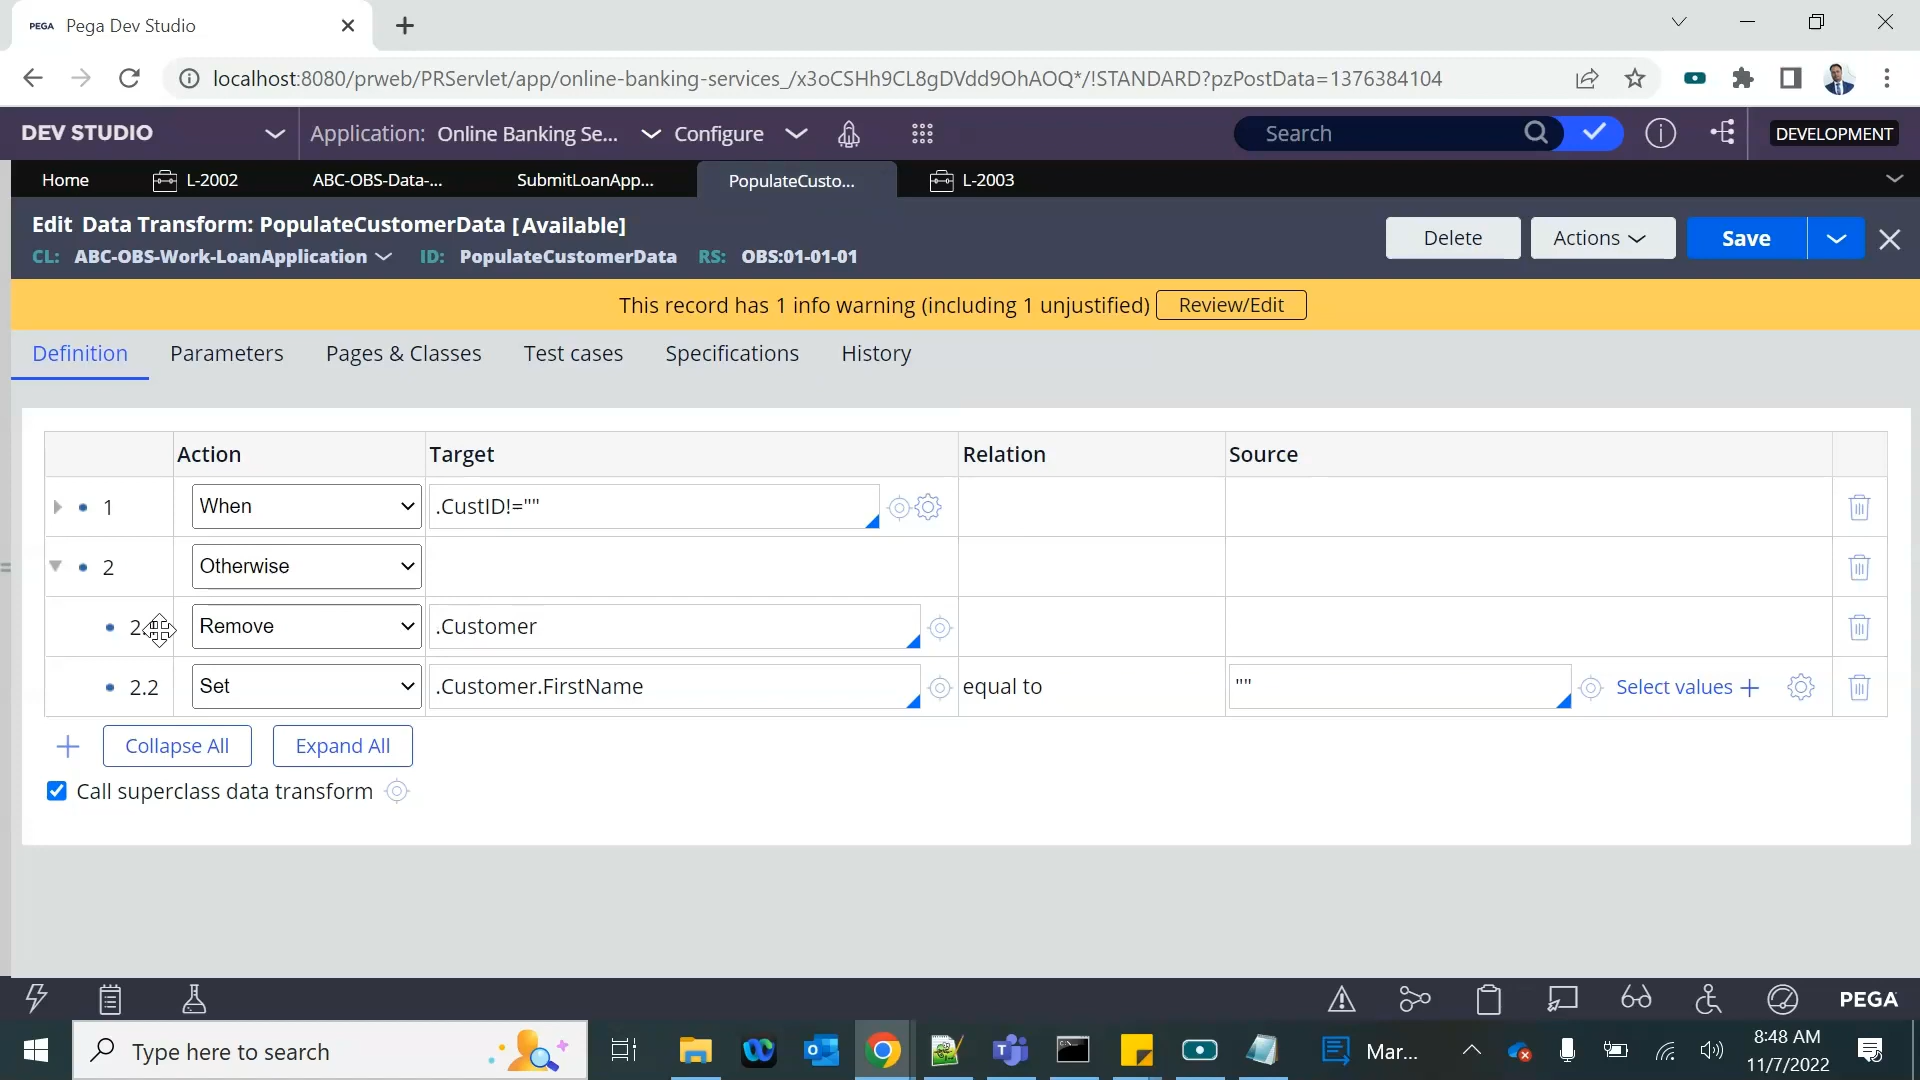 PEGA Pega Dev Studio
localhost:8080/prweb/PRServlet/app/online-banking-services_/x3oCSHh9CL8gDVdd9OhAOQ*/!STANDARD?pzPostData=1376384104
DEV STUDIO Application: Online Banking Se... Configure Search DEVELOPMENT
Home L-2002 ABC-OBS-Data-... SubmitLoanApp... PopulateCusto... L-2003
Edit Data Transform: PopulateCustomerData [Available] Delete Actions Save
CL: ABC-OBS-Work-LoanApplication ID: PopulateCustomerData RS: OBS:01-01-01
This record has 1 info warning (including 1 unjustified) Review/Edit
Definition Parameters Pages & Classes Test cases Specifications History
Action Target Relation Source
1 When .CustID!=""
2 Otherwise
Remove .Customer
2.2 Set .Customer.FirstName equal to "" Select values
Collapse All Expand All
Call superclass data transform
PEGA
Type here to search Mar... 8:48 AM
11/7/2022